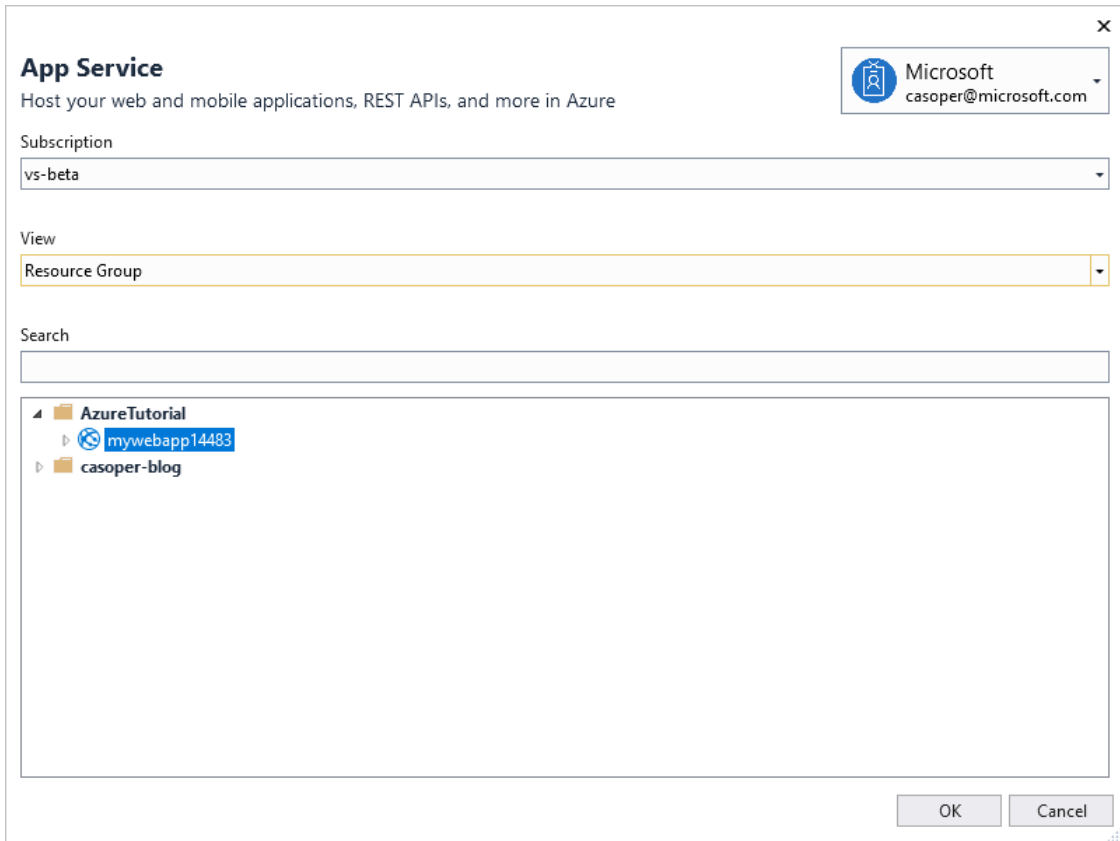 App Service
Host your web and mobile applications, REST APIs, and more in Azure
Microsoft
casoper@microsoft.com
Subscription
vs-beta
View
Resource Group
Search
AzureTutorial
mywebapp14483
casoper-blog
OK
Cancel